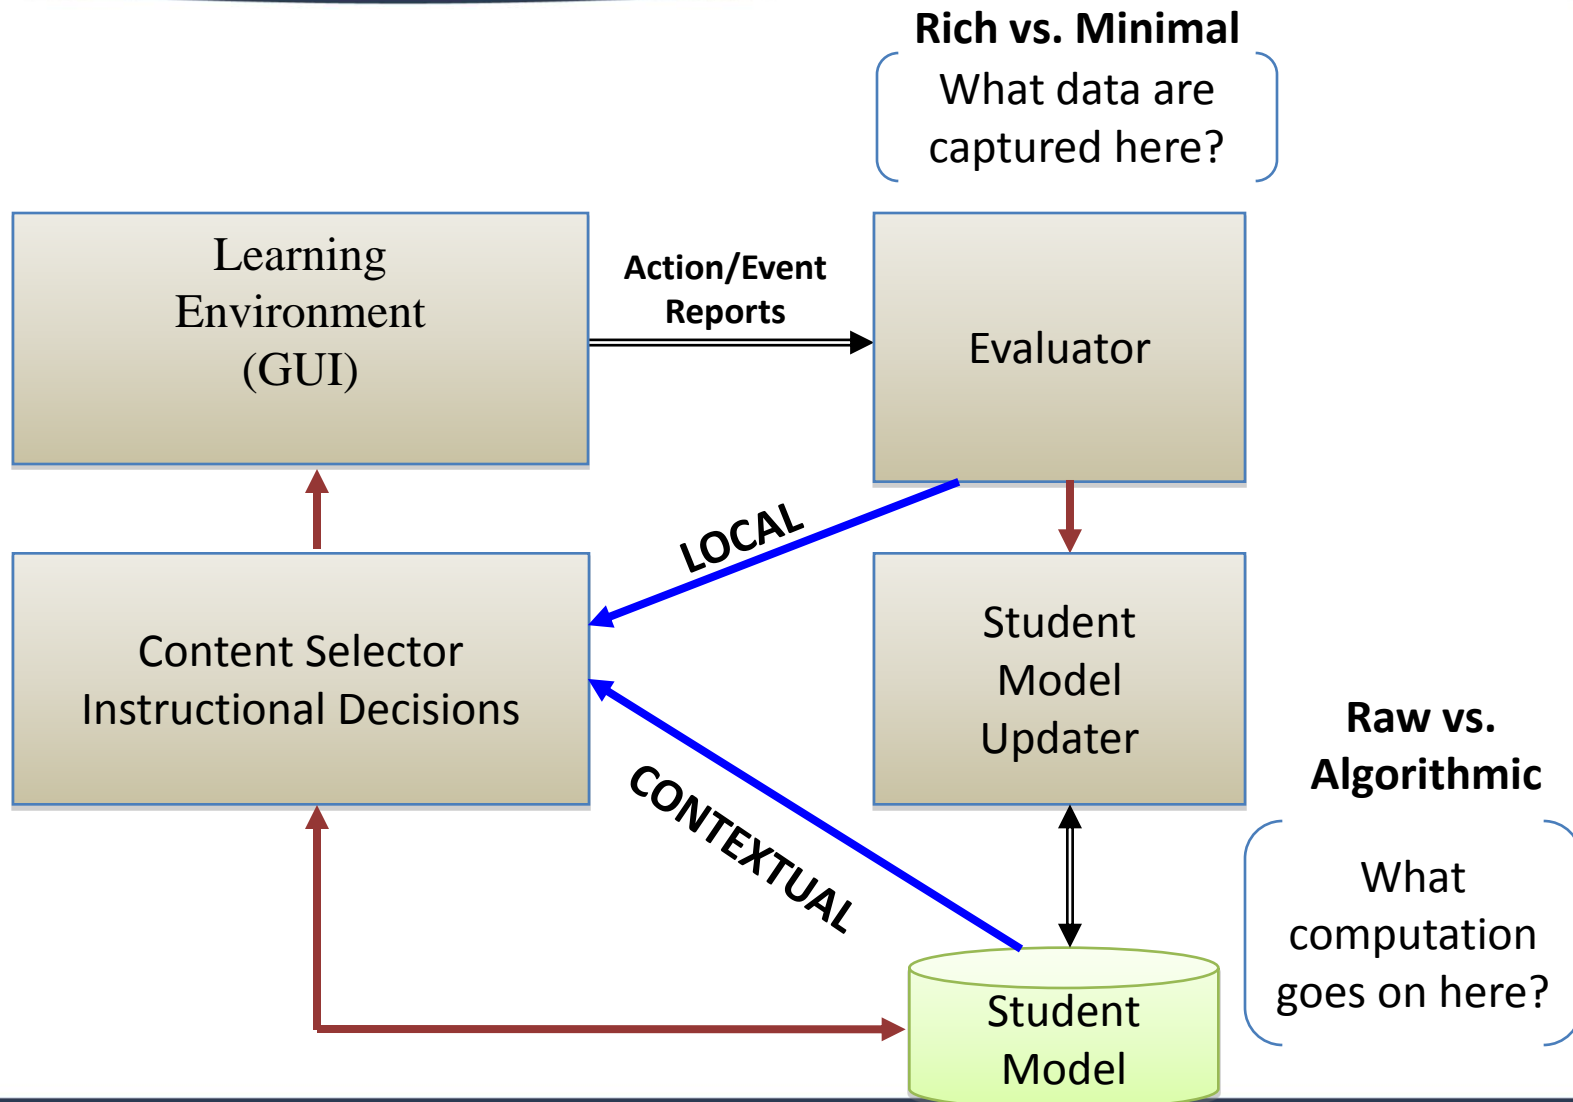 Rich vs. Minimal
What data are
captured here?
Learning
Environment
(GUI)
Action/Event
Reports
Evaluator
LOCAL
Content Selector
Instructional Decisions
Student
Model
Updater
CONTEXTUAL
Raw vs.
Algorithmic
What
computation
goes on here?
Student
Model